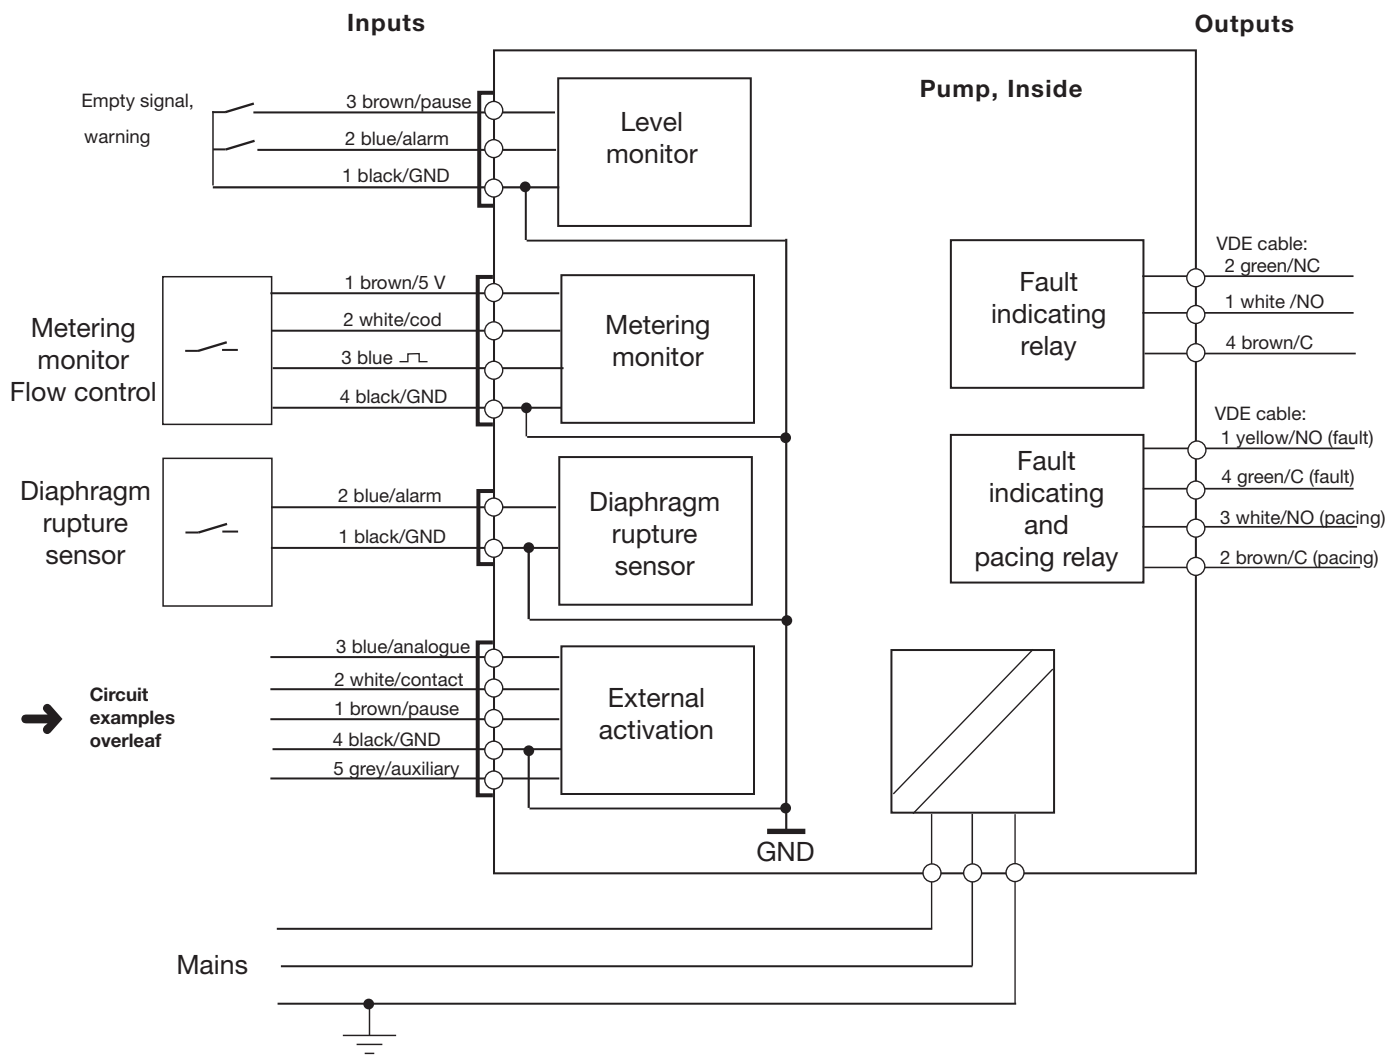 Inputs
Outputs
Pump, Inside
Empty signal,
warning
3 brown/pause
2 blue/alarm
1 black/GND
Level
monitor
Metering
monitor
Flow control
1 brown/5 V
2 white/cod
3 blue
4 black/GND
Metering
monitor
Diaphragm
rupture
sensor
2 blue/alarm
1 black/GND
Diaphragm
rupture
sensor
Circuit
examples
overleaf
3 blue/analogue
2 white/contact
1 brown/pause
4 black/GND
5 grey/auxiliary
External
activation
GND
Fault
indicating
relay
VDE cable:
2 green/NC
1 white /NO
4 brown/C
Fault
indicating
and
pacing relay
VDE cable:
1 yellow/NO (fault)
4 green/C (fault)
3 white/NO (pacing)
2 brown/C (pacing)
Mains